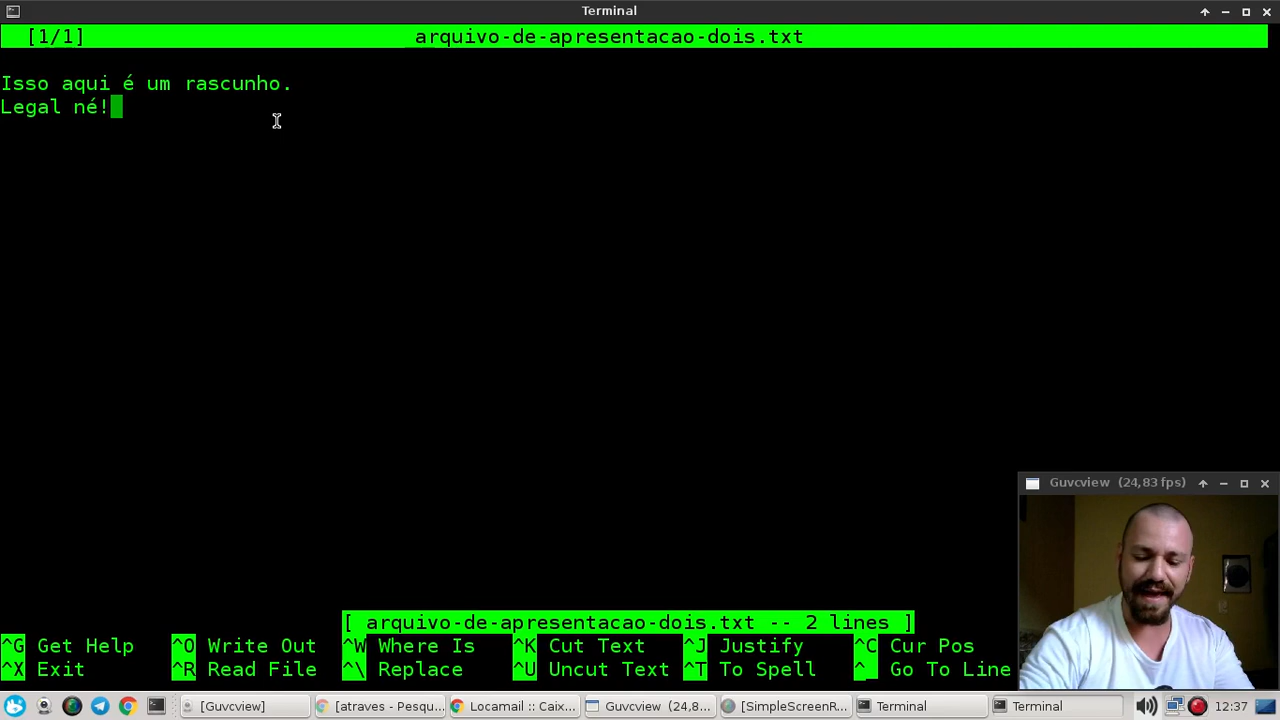 Terminal
[1/1] arquivo-de-apresentacao-dois.txt
Isso aqui é um rascunho.
Legal né!
Guvcview (24,83 fps)
[ arquivo-de-apresentacao-dois.txt -- 2 lines ]
^G Get Help ^O Write Out ^W Where Is ^K Cut Text ^J Justify ^C Cur Pos
^X Exit ^R Read File ^\ Replace ^U Uncut Text ^T To Spell ^_ Go To Line
[Guvcview] [atraves - Pesqu... Locamail :: Caix... Guvcview (24,8... [SimpleScreenR... Terminal Terminal 12:37